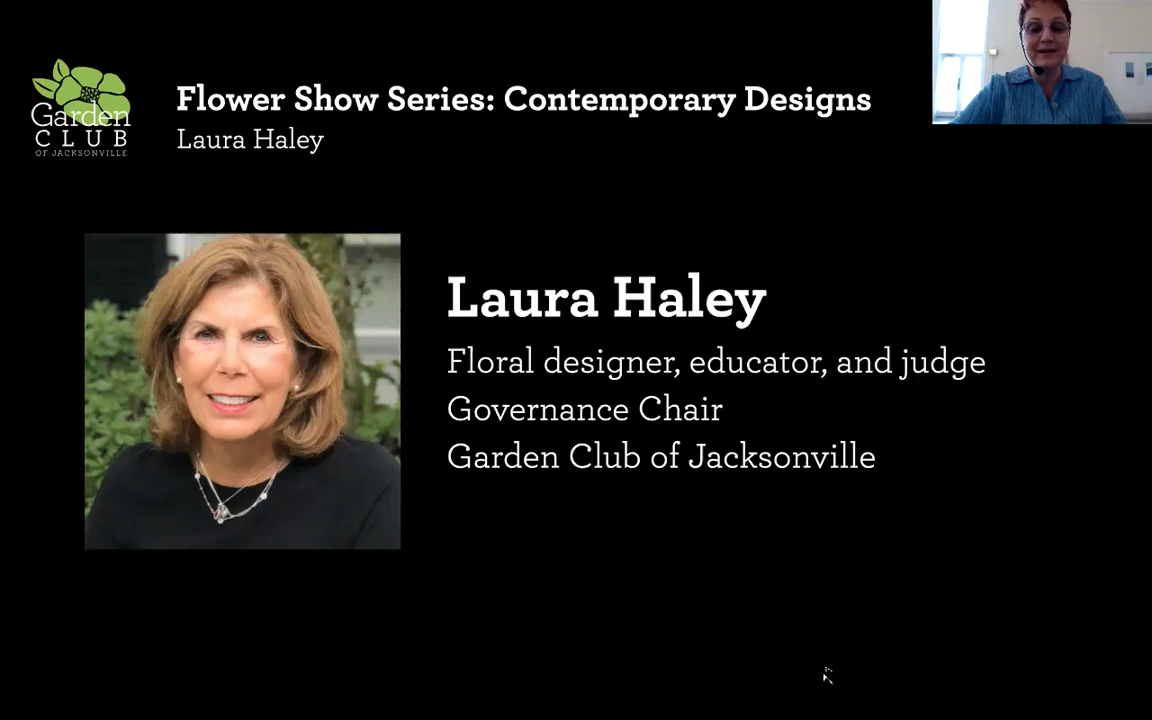 Garden
CLUB
OF JACKSONVILLE
Flower Show Series: Contemporary Designs
Laura Haley
Laura Haley
Floral designer, educator, and judge
Governance Chair
Garden Club of Jacksonville